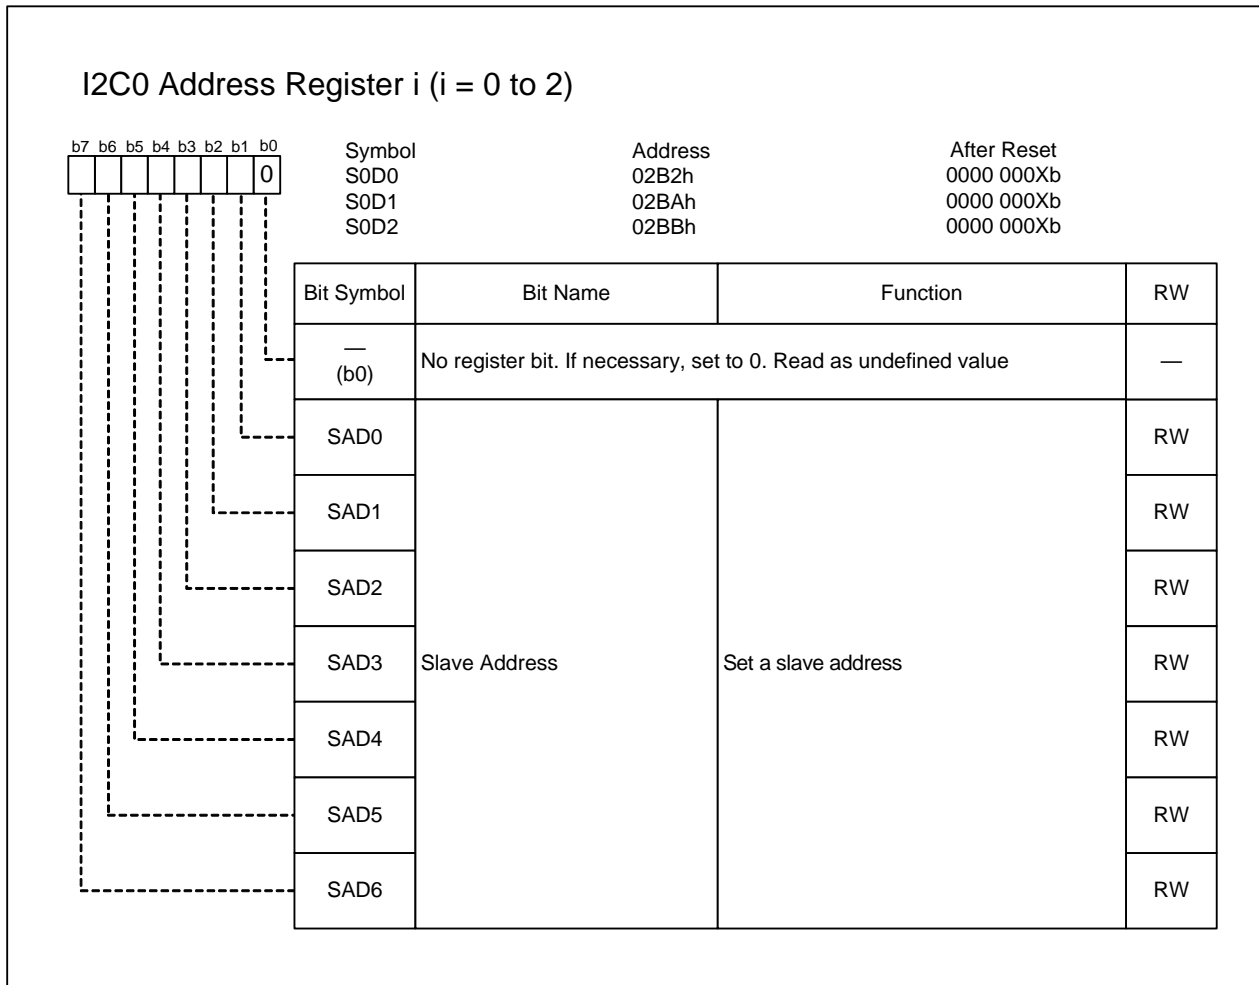 I2C0 Address Register i (i = 0 to 2)
b7 b6 b5 b4 b3 b2 b1 b0
0
Symbol Address After Reset
S0D0 02B2h 0000 000Xb
S0D1 02BAh 0000 000Xb
S0D2 02BBh 0000 000Xb
Bit Symbol Bit Name Function RW
—
(b0) No register bit. If necessary, set to 0. Read as undefined value —
SAD0 RW
SAD1 RW
SAD2 RW
SAD3 Slave Address Set a slave address RW
SAD4 RW
SAD5 RW
SAD6 RW